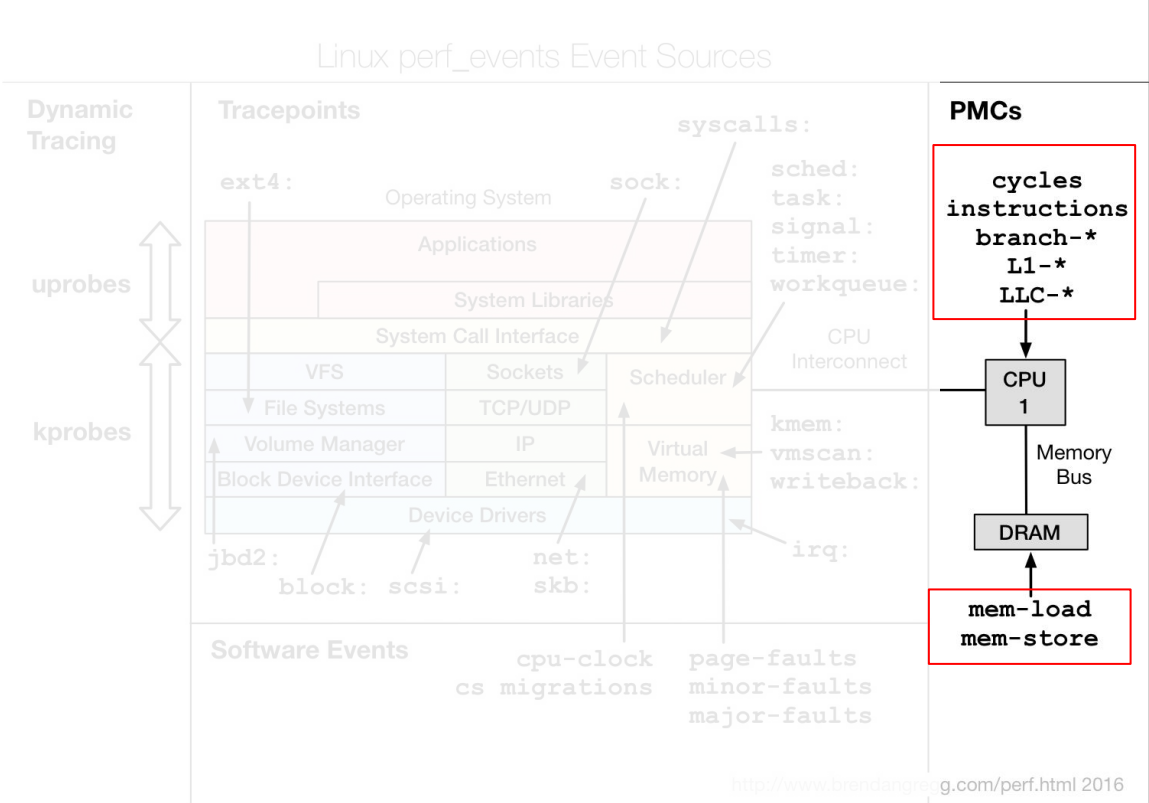 Linux perf_events Event Sources
Dynamic
Tracing
Tracepoints
PMCs
syscalls:
ext4:
sock:
sched:
task:
signal:
timer:
workqueue:
cycles
instructions
branch-*
L1-*
LLC-*
Operating System
Applications
System Libraries
System Call Interface
uprobes
kprobes
VFS
Sockets
Scheduler
File Systems
TCP/UDP
Volume Manager
IP
Virtual
Memory
Block Device Interface
Ethernet
Device Drivers
CPU
Interconnect
CPU
1
kmem:
vmscan:
writeback:
Memory
Bus
DRAM
jbd2:
block:
scsi:
net:
skb:
irq:
mem-load
mem-store
Software Events
cpu-clock
cs migrations
page-faults
minor-faults
major-faults
http://www.brendangregg.com/perf.html 2016